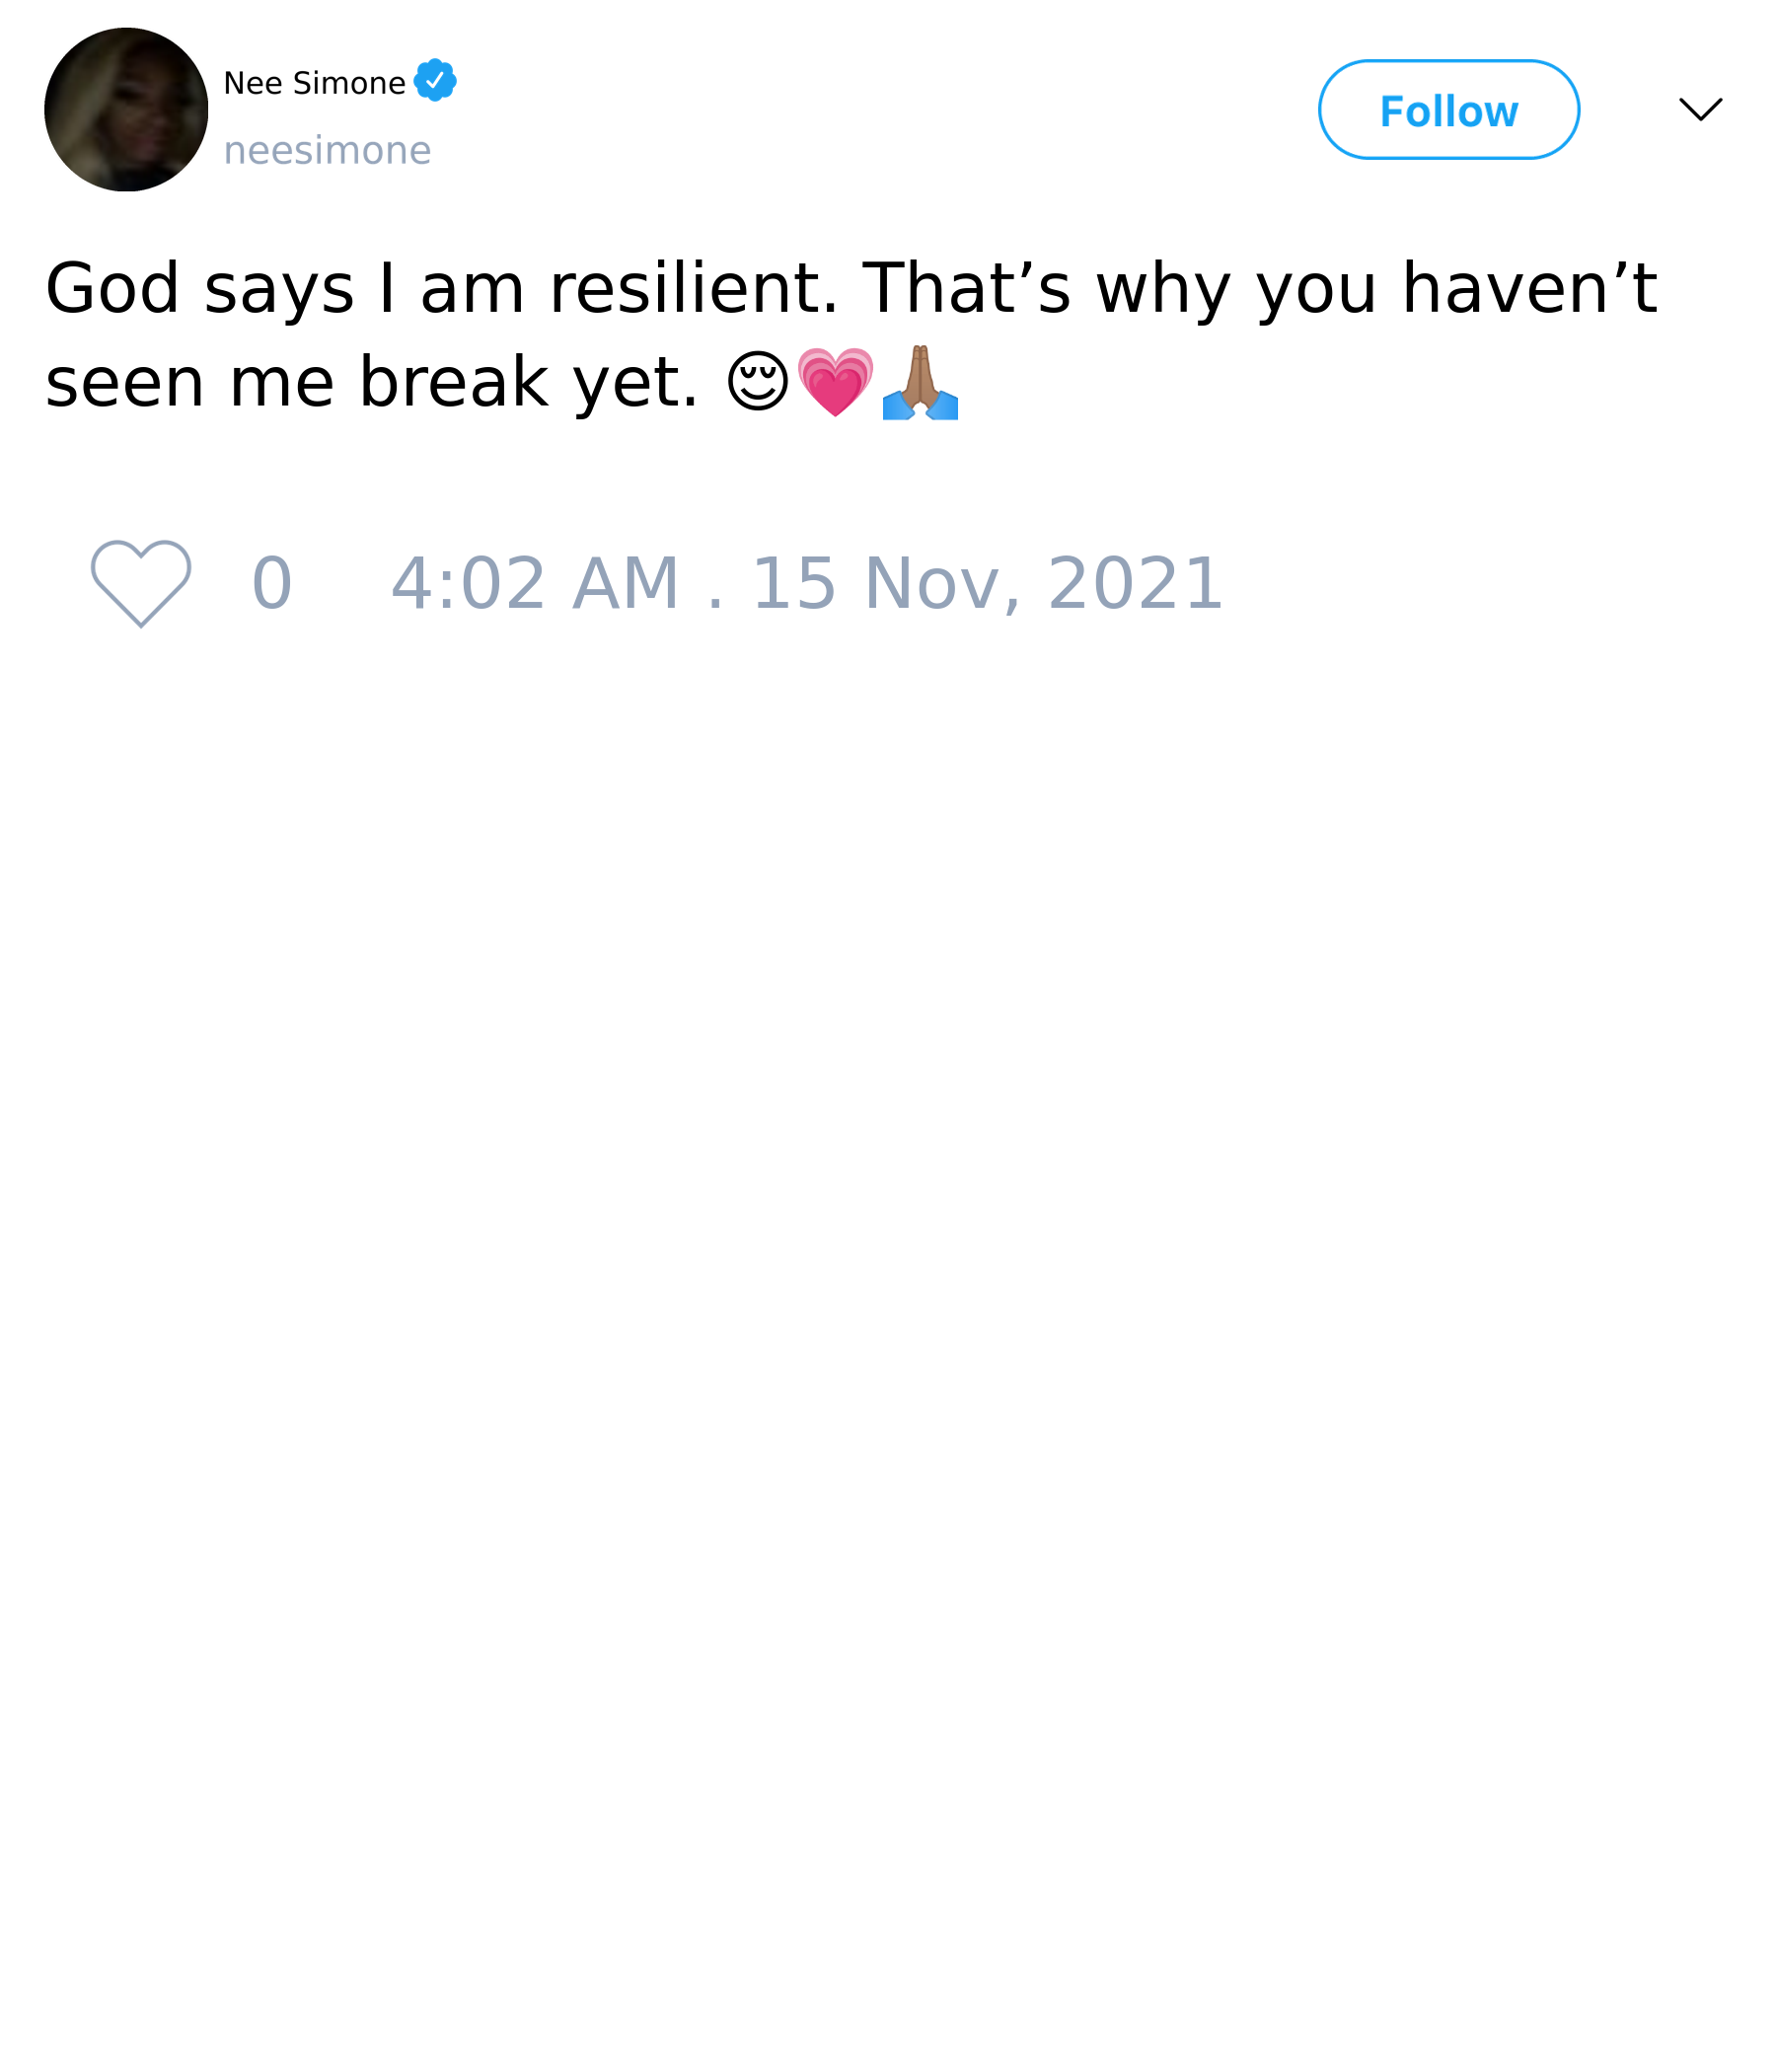 Nee Simone
neesimone
Follow
God says I am resilient. That’s why you haven’t
seen me break yet. 😌💗🙏🏽
0 4:02 AM . 15 Nov, 2021